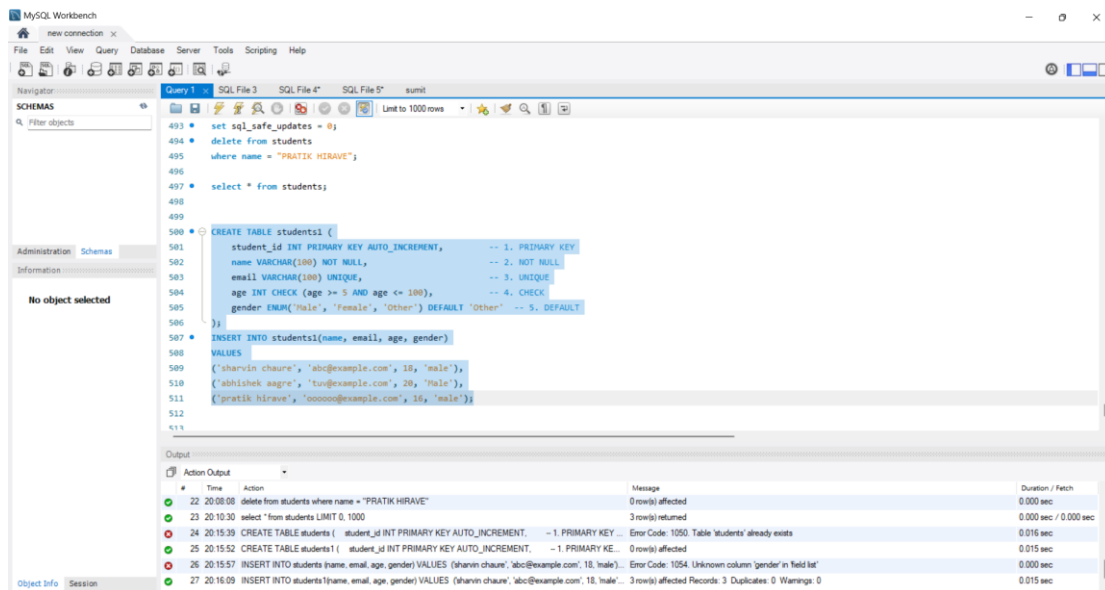 MySQL Workbench
new connection x
File Edit View Query Database Server Tools Scripting Help
Navigator
Query 1 x SQL File 3 SQL File 4* SQL File 5* sumit
SCHEMAS
Filter objects
Limit to 1000 rows
493 set sql_safe_updates = 0;
494 delete from students
495 where name = "PRATIK HIRAVE";
496
497 select * from students;
498
499
500 CREATE TABLE students1 (
501 student_id INT PRIMARY KEY AUTO_INCREMENT, -- 1. PRIMARY KEY
502 name VARCHAR(100) NOT NULL, -- 2. NOT NULL
503 email VARCHAR(100) UNIQUE, -- 3. UNIQUE
504 age INT CHECK (age >= 5 AND age <= 100), -- 4. CHECK
505 gender ENUM('Male', 'Female', 'Other') DEFAULT 'Other' -- 5. DEFAULT
506 );
507 INSERT INTO students1(name, email, age, gender)
508 VALUES
509 ('sharvin chaure', 'abc@example.com', 18, 'male'),
510 ('abhishek aagre', 'tuv@example.com', 20, 'Male'),
511 ('pratik hirave', 'oooooo@example.com', 16, 'male');
512
513
Administration Schemas
Information
No object selected
Object Info Session
Output
Action Output
# Time Action Message Duration / Fetch
22 20:08:08 delete from students where name = "PRATIK HIRAVE" 0 row(s) affected 0.000 sec
23 20:10:30 select * from students LIMIT 0, 1000 3 row(s) returned 0.000 sec / 0.000 sec
24 20:15:39 CREATE TABLE students ( student_id INT PRIMARY KEY AUTO_INCREMENT, -- 1. PRIMARY KEY ... Error Code: 1050. Table 'students' already exists 0.016 sec
25 20:15:52 CREATE TABLE students1 ( student_id INT PRIMARY KEY AUTO_INCREMENT, -- 1. PRIMARY KE... 0 row(s) affected 0.015 sec
26 20:15:57 INSERT INTO students (name, email, age, gender) VALUES ('sharvin chaure', 'abc@example.com', 18, 'male')... Error Code: 1054. Unknown column 'gender' in 'field list' 0.000 sec
27 20:16:09 INSERT INTO students1(name, email, age, gender) VALUES ('sharvin chaure', 'abc@example.com', 18, 'male'... 3 row(s) affected Records: 3 Duplicates: 0 Warnings: 0 0.015 sec